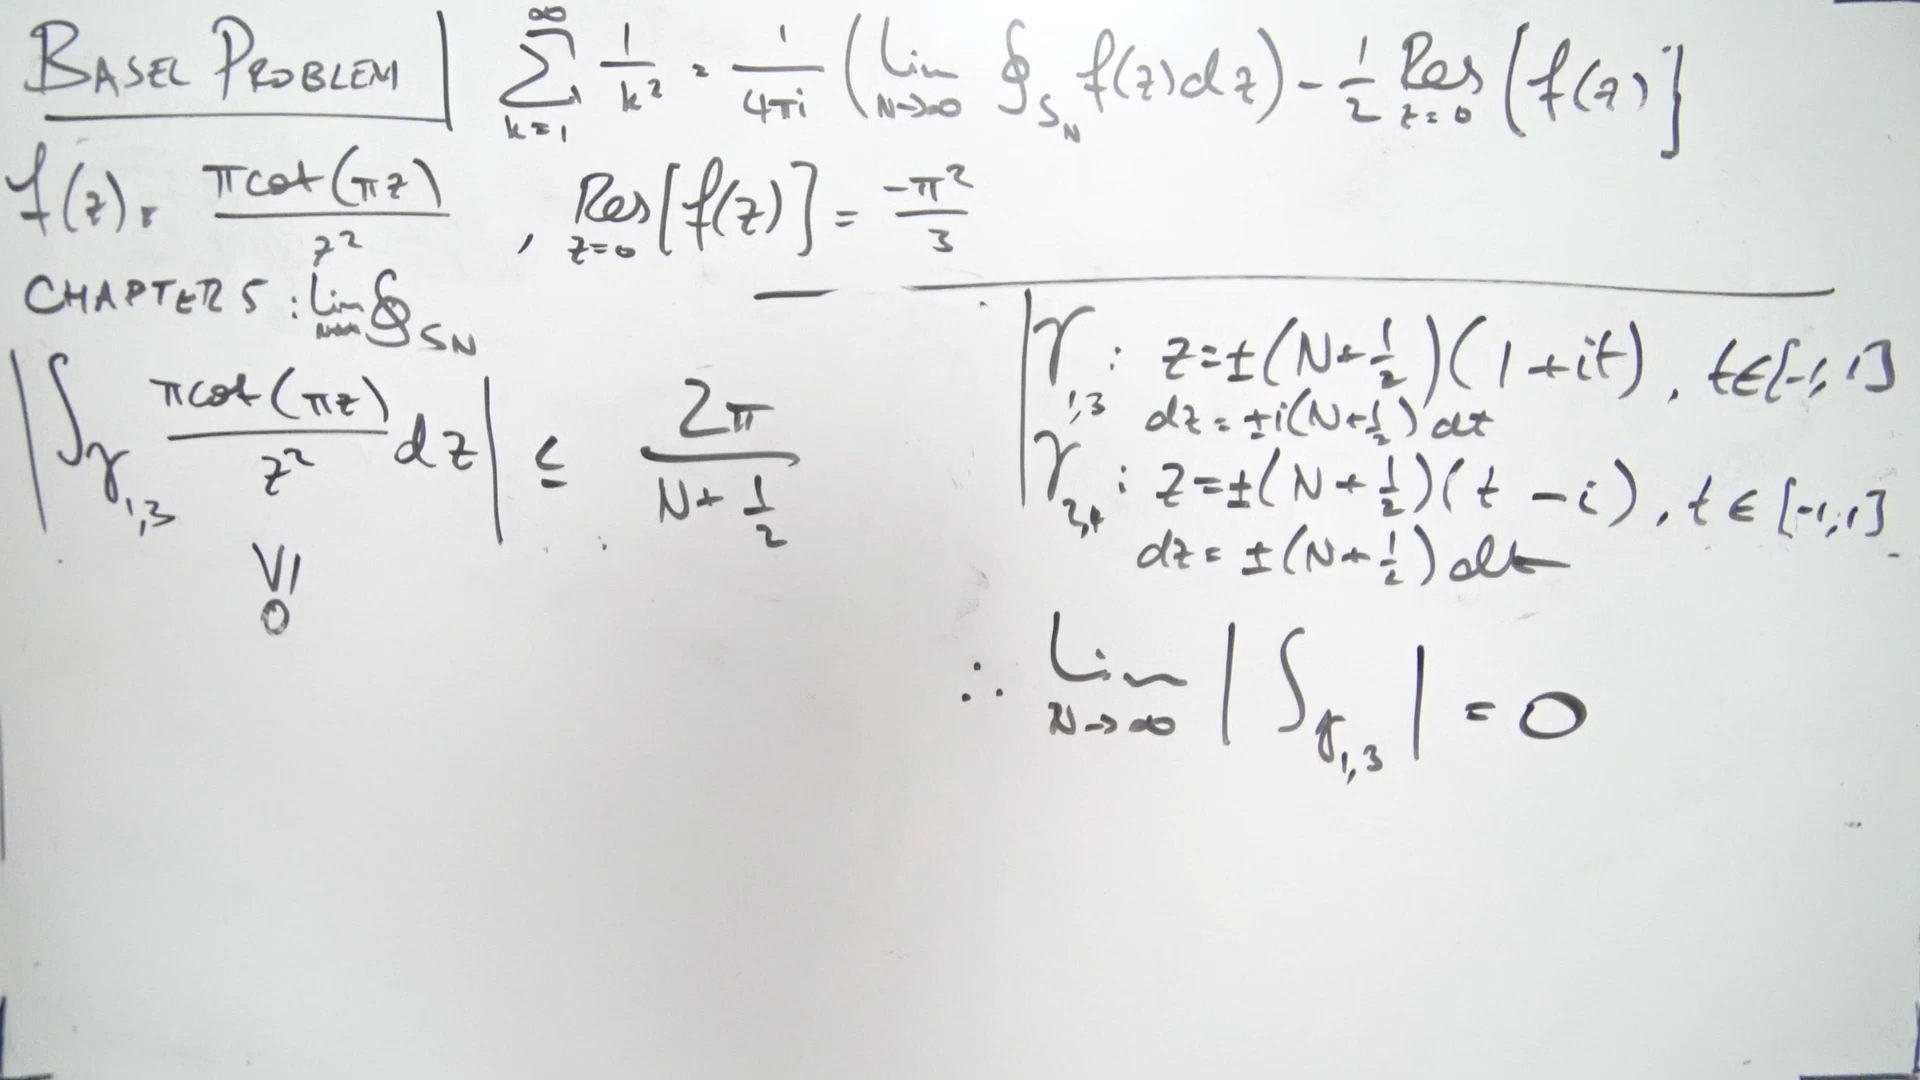 BASEL PROBLEM | ∑_{k=1}^{∞} 1/k² = 1/(4πi) (Lim_{N→∞} ∮_{S_N} f(z)dz) - 1/2 Res_{z=0} [f(z)]
f(z) = πcot(πz)/z² , Res_{z=0} [f(z)] = -π²/3
CHAPTER 5 : Lim_{N→∞} ∮_{S_N}
|∫_{γ_{1,3}} πcot(πz)/z² dz| ≤ 2π/(N+1/2)
V|
0
γ_{1,3} : z=±(N+1/2)(1+it), t∈[-1,1]
dz = ±i(N+1/2)dt
γ_{2,4} : z=±(N+1/2)(t-i), t∈[-1,1]
dz = ±(N+1/2)dt
∴ Lim_{N→∞} |∫_{γ_{1,3}}| = 0